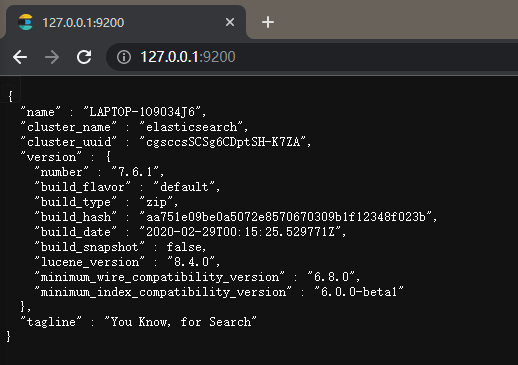 127.0.0.1:9200
127.0.0.1:9200
{
"name" : "LAPTOP-109034J6",
"cluster_name" : "elasticsearch",
"cluster_uuid" : "cgsccsSCSg6CDptSH-K7ZA",
"version" : {
"number" : "7.6.1",
"build_flavor" : "default",
"build_type" : "zip",
"build_hash" : "aa751e09be0a5072e8570670309b1f12348f023b",
"build_date" : "2020-02-29T00:15:25.529771Z",
"build_snapshot" : false,
"lucene_version" : "8.4.0",
"minimum_wire_compatibility_version" : "6.8.0",
"minimum_index_compatibility_version" : "6.0.0-beta1"
},
"tagline" : "You Know, for Search"
}